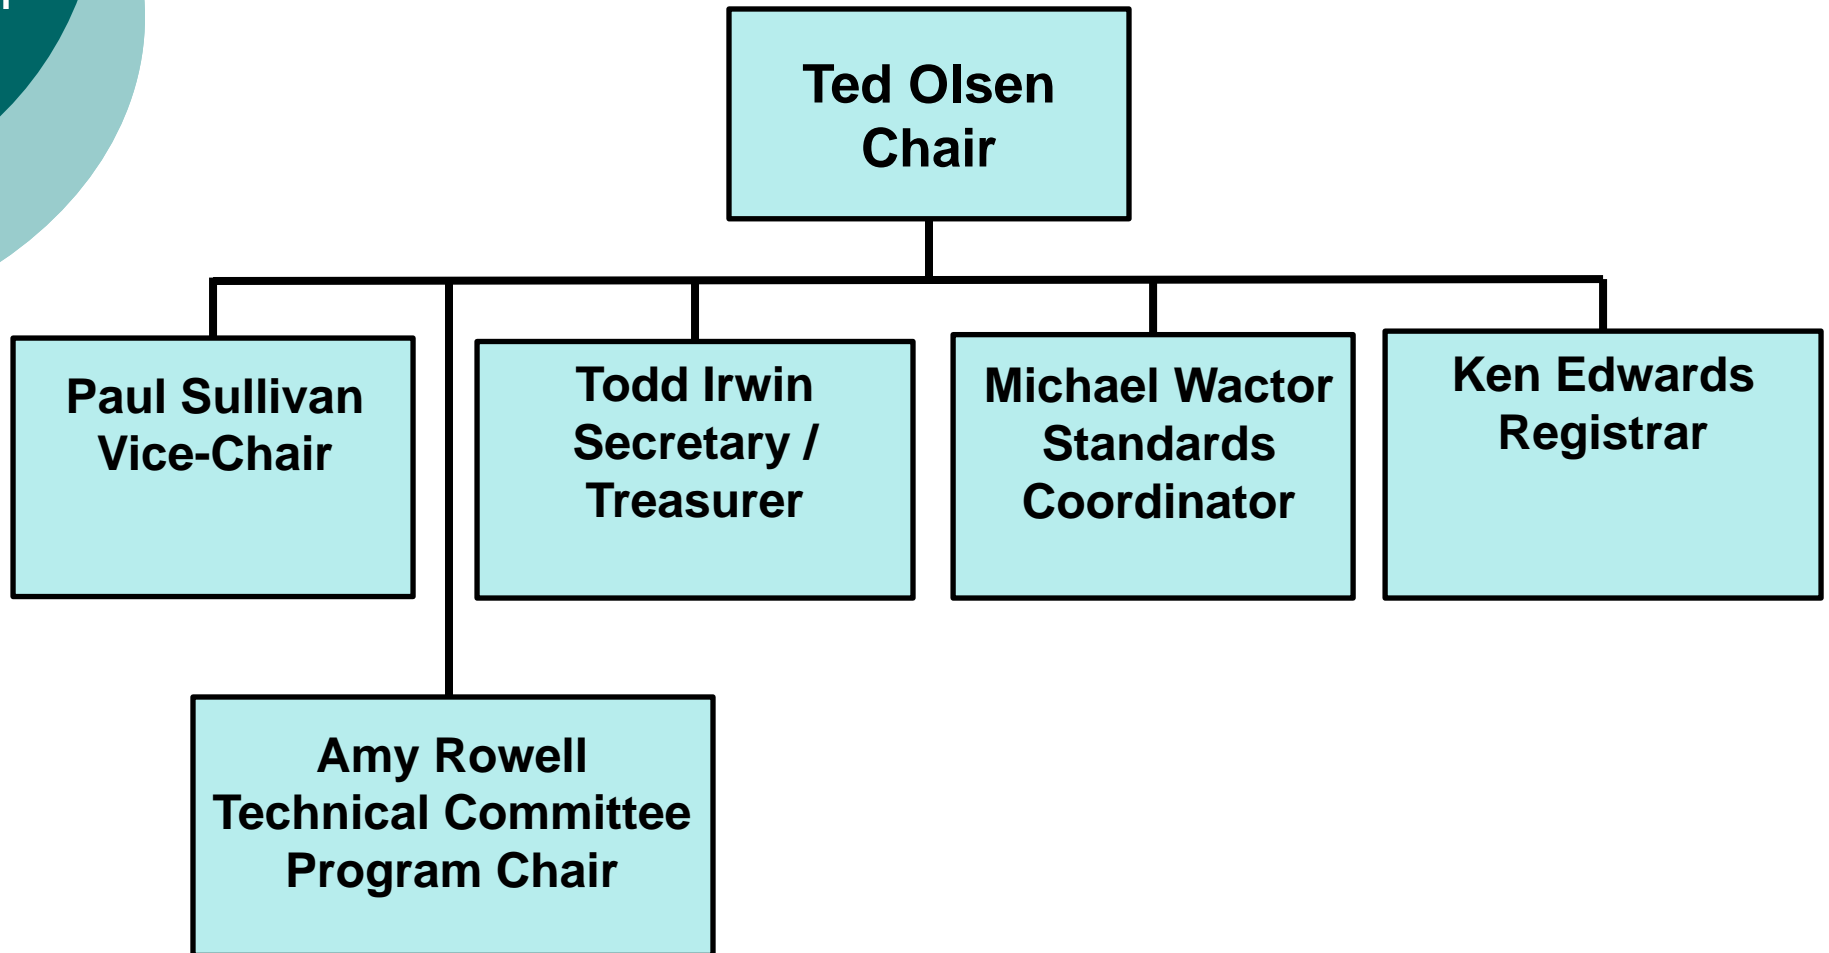 Ted Olsen
Chair
Paul Sullivan
Vice-Chair
Todd Irwin
Secretary /
Treasurer
Michael Wactor
Standards
Coordinator
Ken Edwards
Registrar
Amy Rowell
Technical Committee
Program Chair